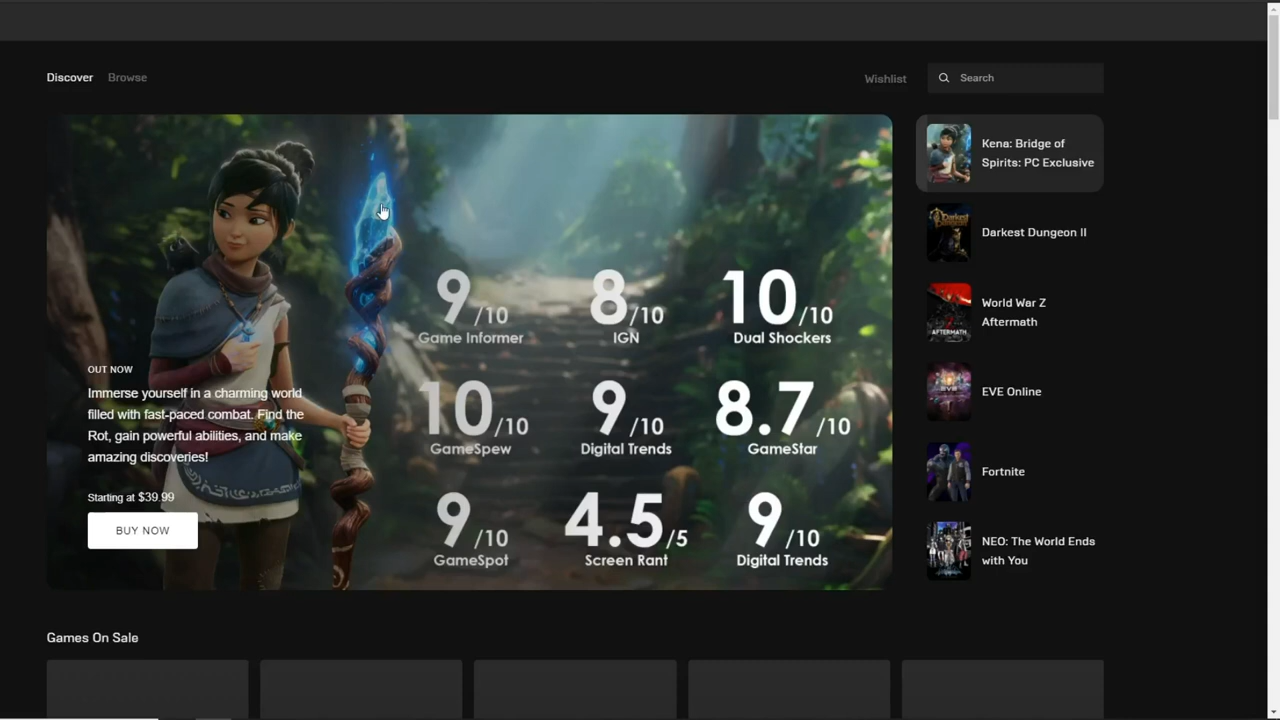 Discover
Browse
Wishlist
Search
OUT NOW
Immerse yourself in a charming world
filled with fast-paced combat. Find the
Rot, gain powerful abilities, and make
amazing discoveries!
Starting at $39.99
BUY NOW
9/10
Game Informer
8/10
IGN
10/10
Dual Shockers
10/10
GameSpew
9/10
Digital Trends
8.7/10
GameStar
9/10
GameSpot
4.5/5
Screen Rant
9/10
Digital Trends
Kena: Bridge of
Spirits: PC Exclusive
Darkest Dungeon II
World War Z
Aftermath
AFTERMATH
EVE Online
EVE
Fortnite
NEO: The World Ends
with You
Games On Sale